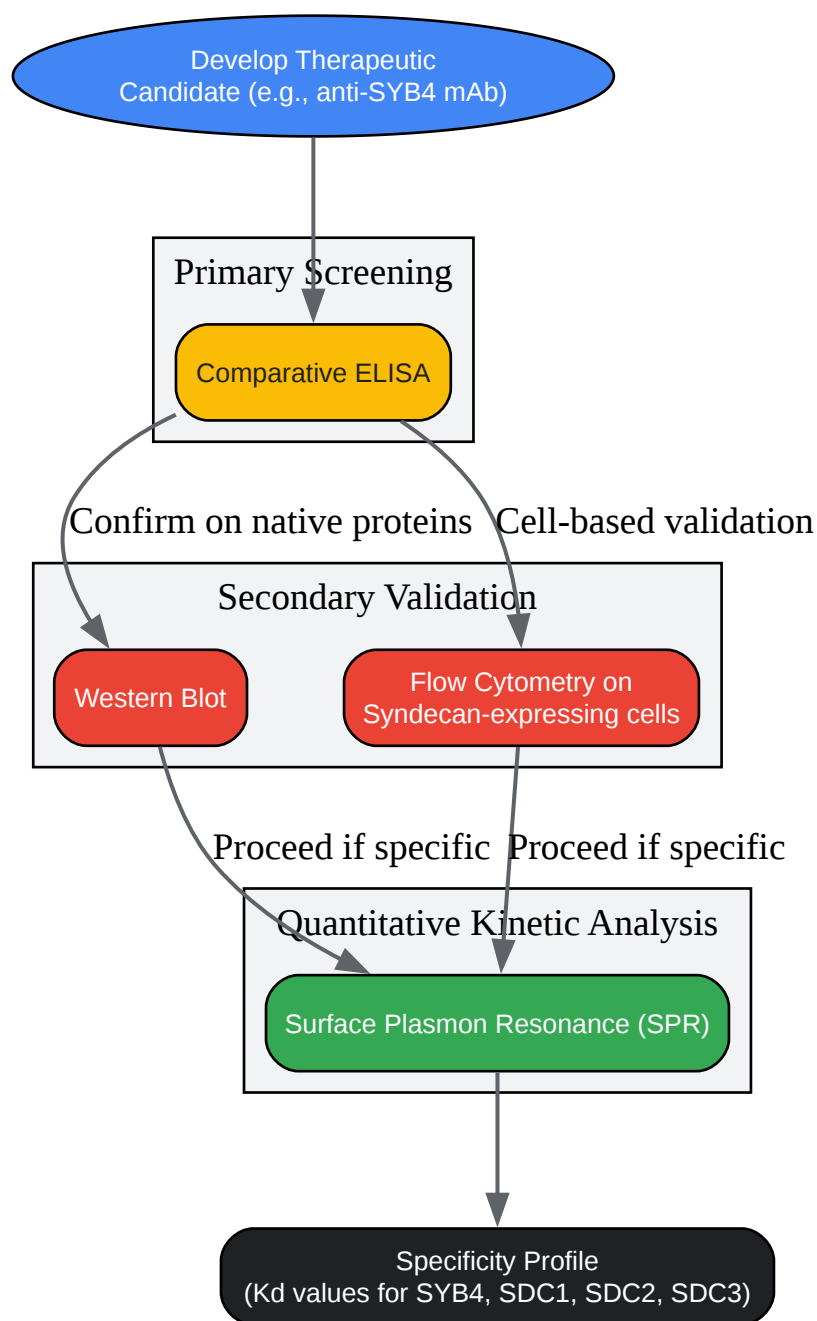 Develop Therapeutic
Candidate (e.g., anti-SYB4 mAb)
Primary Screening
Comparative ELISA
Confirm on native proteins
Cell-based validation
Secondary Validation
Western Blot
Flow Cytometry on
Syndecan-expressing cells
Proceed if specific
Proceed if specific
Quantitative Kinetic Analysis
Surface Plasmon Resonance (SPR)
Specificity Profile
(Kd values for SYB4, SDC1, SDC2, SDC3)